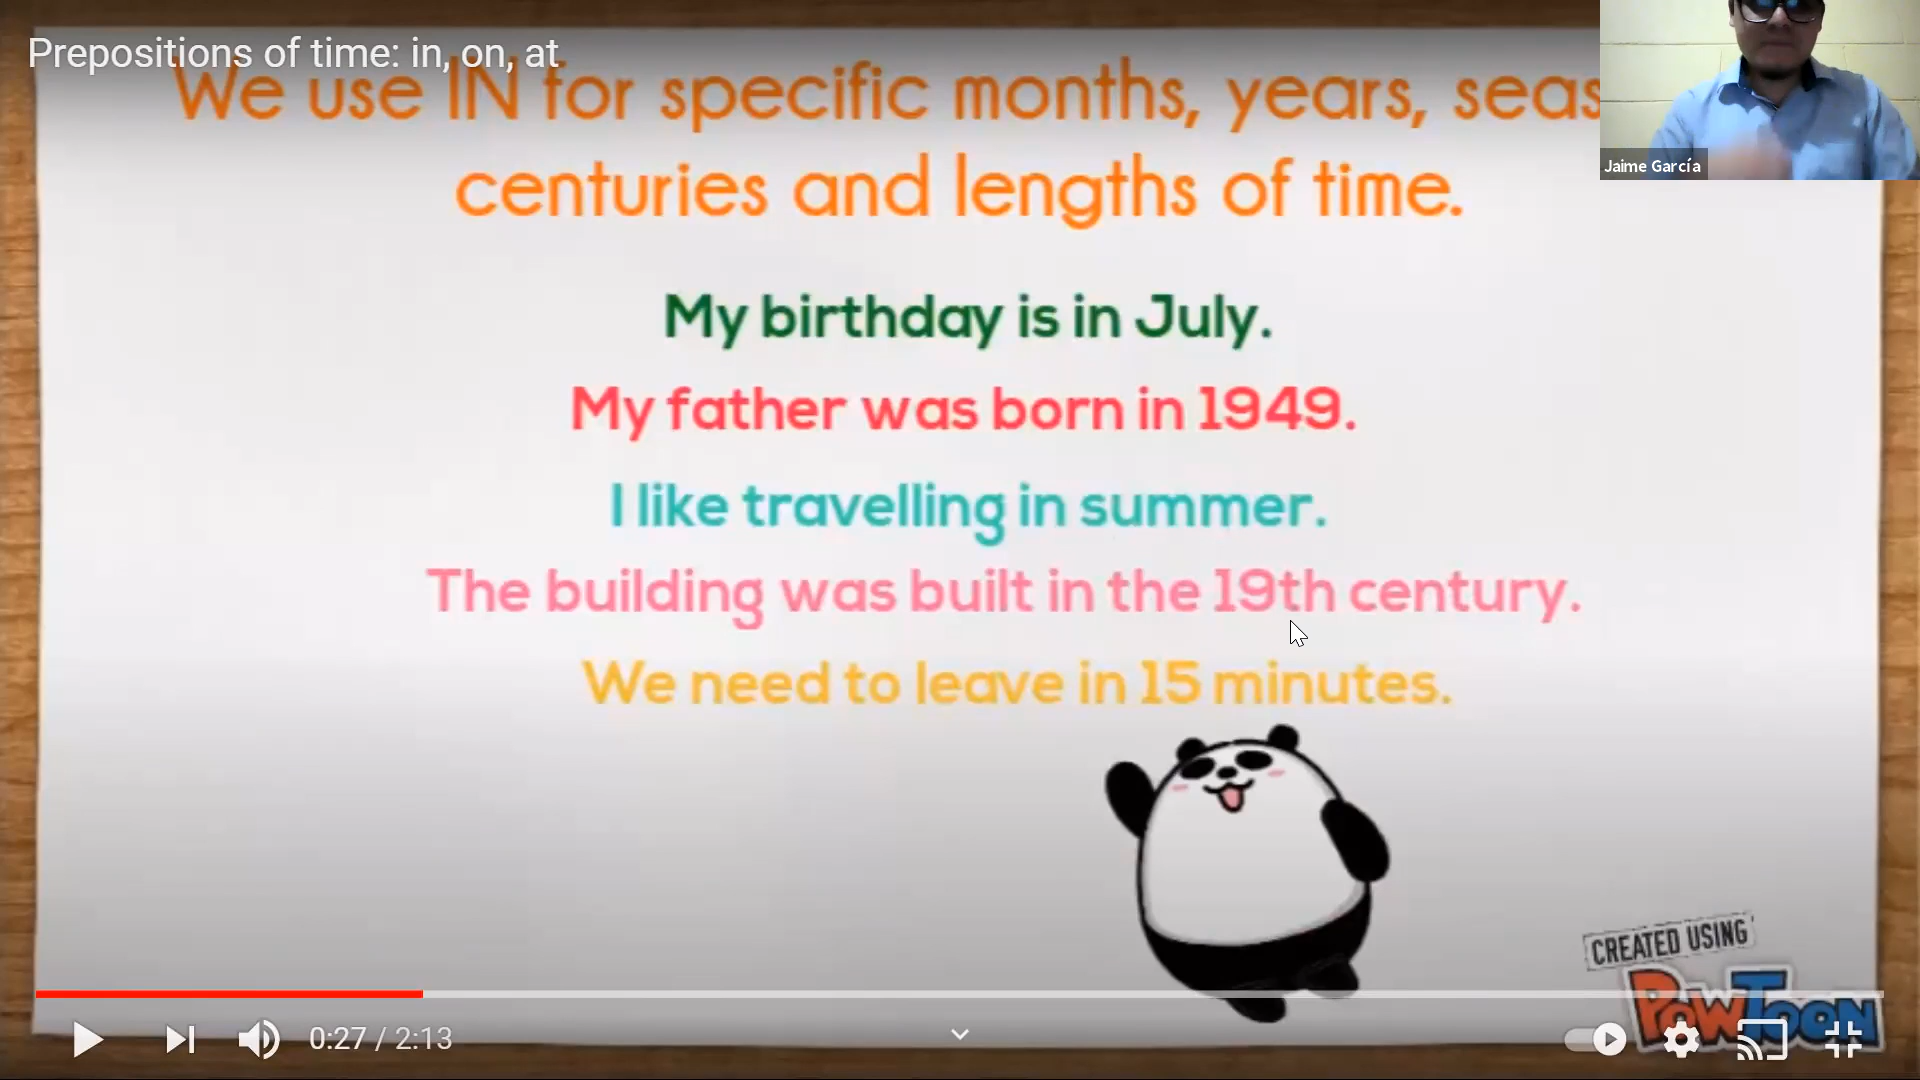 Prepositions of time: in, on, at
We use IN for specific months, years, seas
centuries and lengths of time.
Jaime García
My birthday is in July.
My father was born in 1949.
I like travelling in summer.
The building was built in the 19th century.
We need to leave in 15 minutes.
CREATED USING
POWTOON
0:27 / 2:13